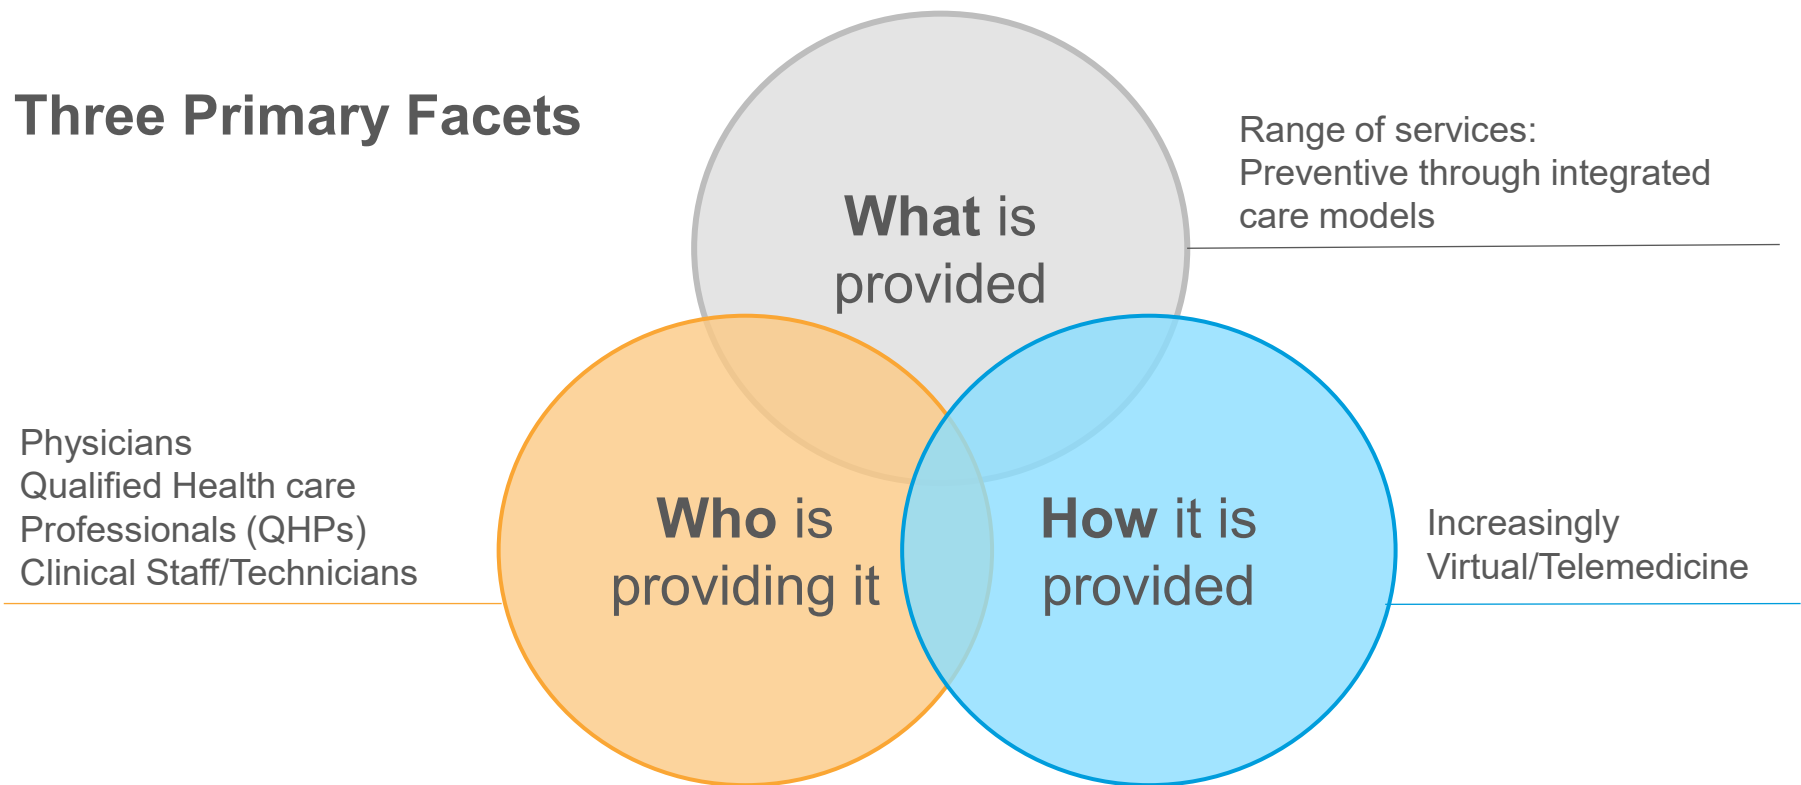 Three Primary Facets
What is
provided
Range of services:
Preventive through integrated
care models
Physicians
Qualified Health care
Professionals (QHPs)
Clinical Staff/Technicians
Who is
providing it
How it is
provided
Increasingly
Virtual/Telemedicine